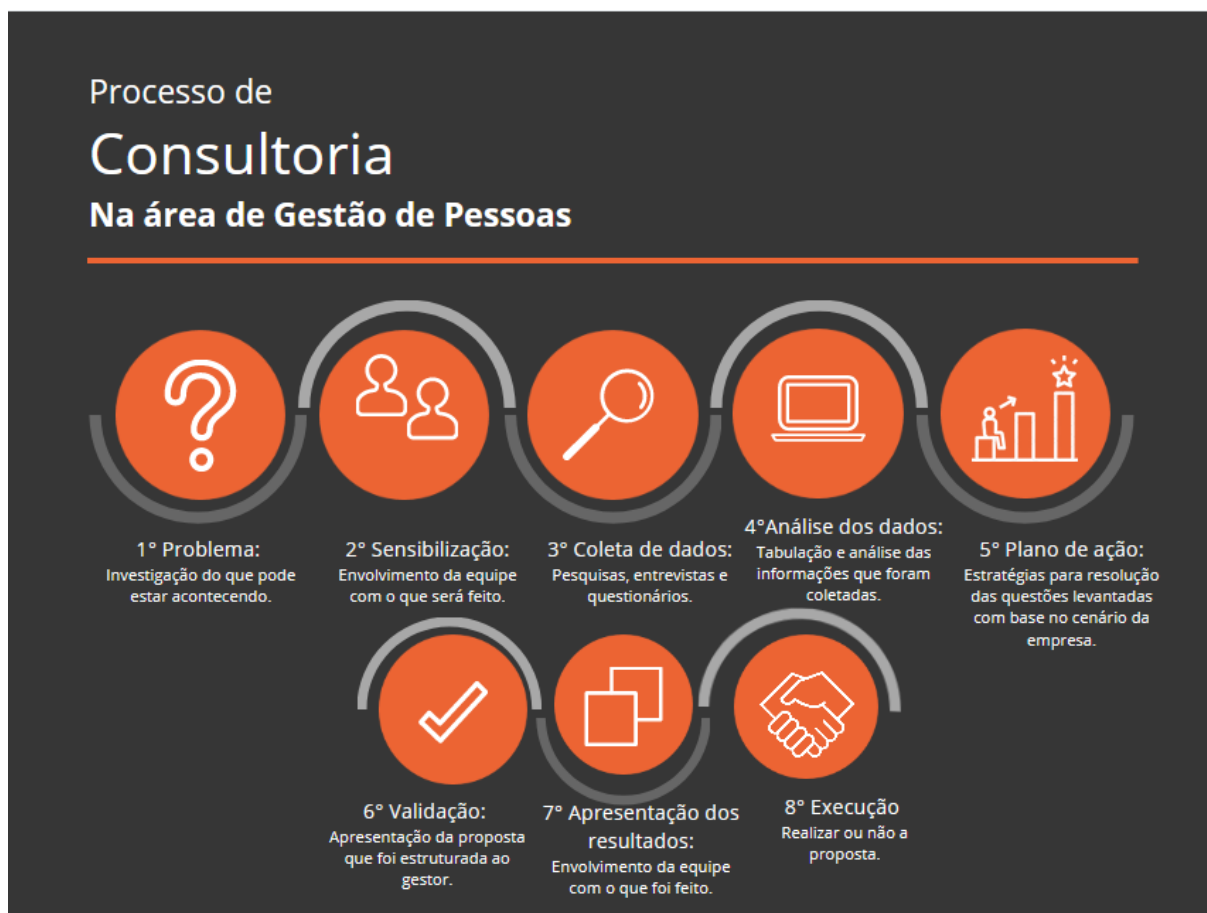 Processo de
Consultoria
Na área de Gestão de Pessoas
1° Problema:
Investigação do que pode
estar acontecendo.
2° Sensibilização:
Envolvimento da equipe
com o que será feito.
3° Coleta de dados:
Pesquisas, entrevistas e
questionários.
4°Análise dos dados:
Tabulação e análise das
informações que foram
coletadas.
5° Plano de ação:
Estratégias para resolução
das questões levantadas
com base no cenário da
empresa.
6° Validação:
Apresentação da proposta
que foi estruturada ao
gestor.
7° Apresentação dos
resultados:
Envolvimento da equipe
com o que foi feito.
8° Execução
Realizar ou não a
proposta.